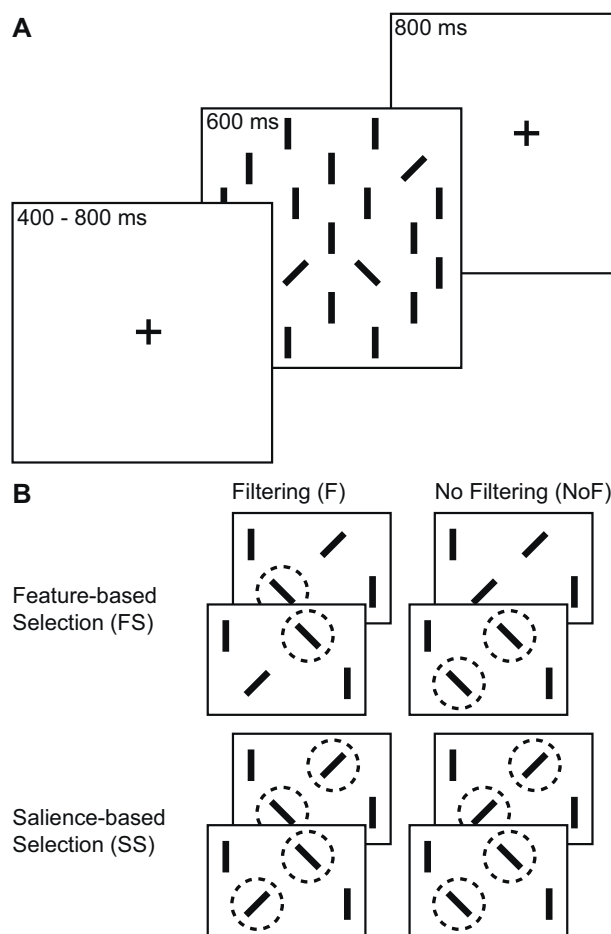 A
800 ms
600 ms
400 - 800 ms
B
Filtering (F)
No Filtering (NoF)
Feature-based
Selection (FS)
Salience-based
Selection (SS)